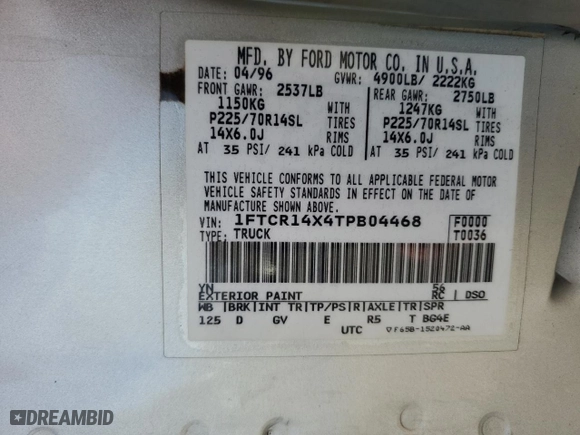 MFD. BY FORD MOTOR CO. IN U.S.A.
DATE: 04/96 GVWR: 4900LB/ 2222KG
FRONT GAWR: 2537LB REAR GAWR: 2750LB
1150KG WITH 1247KG WITH
P225/70R14SL TIRES P225/70R14SL TIRES
14X6.0J RIMS 14X6.0J RIMS
AT 35 PSI/ 241 kPa COLD AT 35 PSI/ 241 kPa COLD
THIS VEHICLE CONFORMS TO ALL APPLICABLE FEDERAL MOTOR
VEHICLE SAFETY STANDARDS IN EFFECT ON THE DATE OF
MANUFACTURE SHOWN ABOVE.
VIN: 1FTCR14X4TPB04468 F0000
TYPE: TRUCK T0036
YN 56
EXTERIOR PAINT RC DSO
WB BRK INT TR TP/PS R AXLE TR SPR
125 D GV E R5 T BG4E
UTC F65B-1520472-AA
DREAMBID